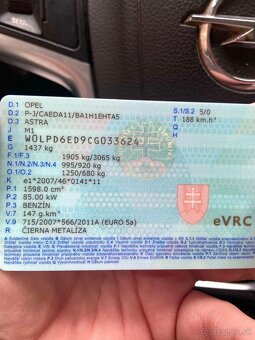 D.1 OPEL
D.2 P-J/CAEDA11/BA1H1EHTA5
D.3 ASTRA
J M1
E W0LPD6ED9CG033624
G 1437 kg
F.1/F.3 1905 kg/3065 kg
N.1/N.2/N.3/N.4 995/920 kg
O.1/O.2 1250/680 kg
K e1*2007/46*0141*11
P.1 1598.0 cm³
P.2 85.00 kW
P.3 BENZÍN
V.7 147 g.km⁻¹
V.9 715/2007*566/2011A (EURO 5a)
R ČIERNA METALÍZA
S.1/S.2 5/0
T 188 km.h⁻¹
Q
H
eVRC